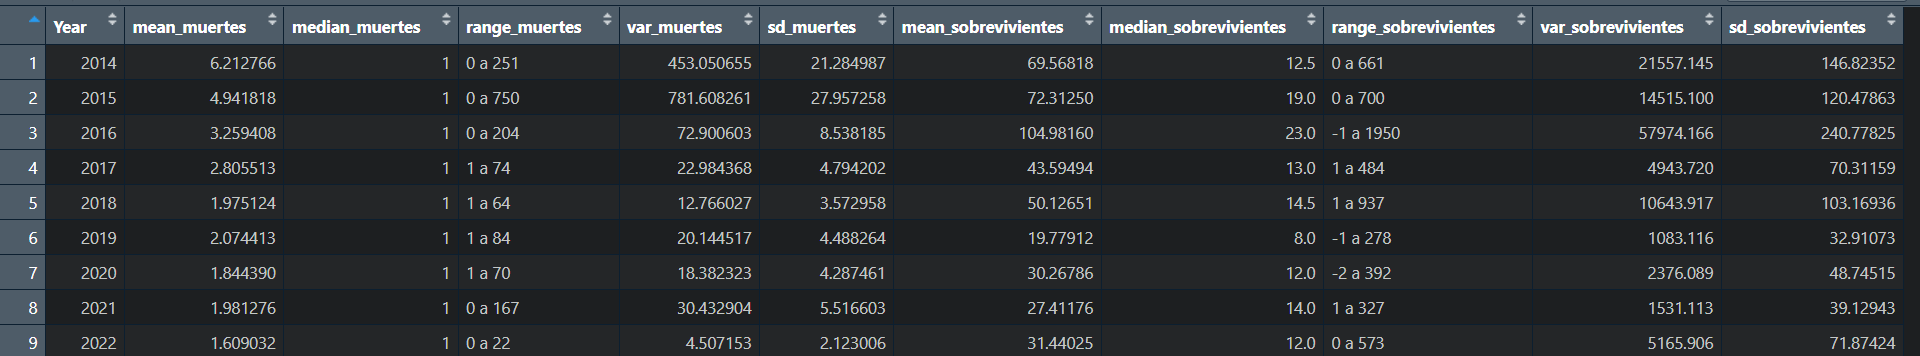 Year mean_muertes median_muertes range_muertes var_muertes sd_muertes mean_sobrevivientes median_sobrevivientes range_sobrevivientes var_sobrevivientes sd_sobrevivientes
1 2014 6.212766 1 0 a 251 453.050655 21.284987 69.56818 12.5 0 a 661 21557.145 146.82352
2 2015 4.941818 1 0 a 750 781.608261 27.957258 72.31250 19.0 0 a 700 14515.100 120.47863
3 2016 3.259408 1 0 a 204 72.900603 8.538185 104.98160 23.0 -1 a 1950 57974.166 240.77825
4 2017 2.805513 1 1 a 74 22.984368 4.794202 43.59494 13.0 1 a 484 4943.720 70.31159
5 2018 1.975124 1 1 a 64 12.766027 3.572958 50.12651 14.5 1 a 937 10643.917 103.16936
6 2019 2.074413 1 1 a 84 20.144517 4.488264 19.77912 8.0 -1 a 278 1083.116 32.91073
7 2020 1.844390 1 1 a 70 18.382323 4.287461 30.26786 12.0 -2 a 392 2376.089 48.74515
8 2021 1.981276 1 0 a 167 30.432904 5.516603 27.41176 14.0 1 a 327 1531.113 39.12943
9 2022 1.609032 1 0 a 22 4.507153 2.123006 31.44025 12.0 0 a 573 5165.906 71.87424